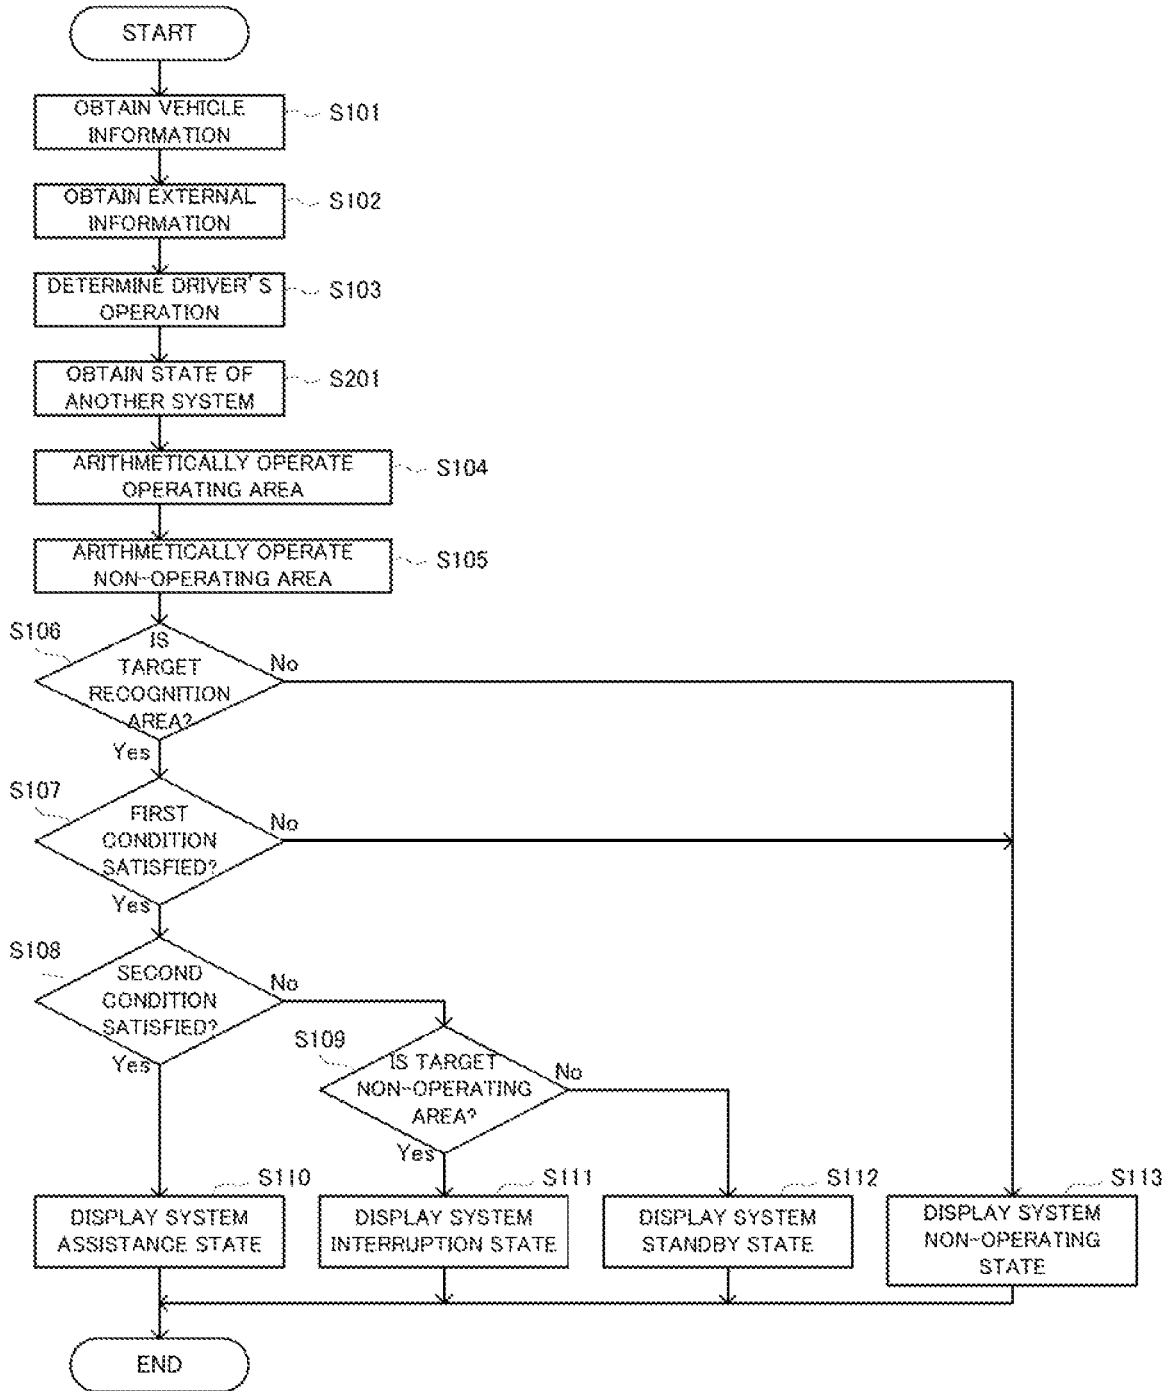 START
OBTAIN VEHICLE
INFORMATION
S101
OBTAIN EXTERNAL
INFORMATION
S102
DETERMINE DRIVER'S
OPERATION
S103
OBTAIN STATE OF
ANOTHER SYSTEM
S201
ARITHMETICALLY OPERATE
OPERATING AREA
S104
ARITHMETICALLY OPERATE
NON-OPERATING AREA
S105
S106
IS
TARGET
RECOGNITION
AREA?
No
Yes
S107
FIRST
CONDITION
SATISFIED?
No
Yes
S108
SECOND
CONDITION
SATISFIED?
No
Yes
S109
IS TARGET
NON-OPERATING
AREA?
No
Yes
S110
DISPLAY SYSTEM
ASSISTANCE STATE
S111
DISPLAY SYSTEM
INTERRUPTION STATE
S112
DISPLAY SYSTEM
STANDBY STATE
S113
DISPLAY SYSTEM
NON-OPERATING
STATE
END